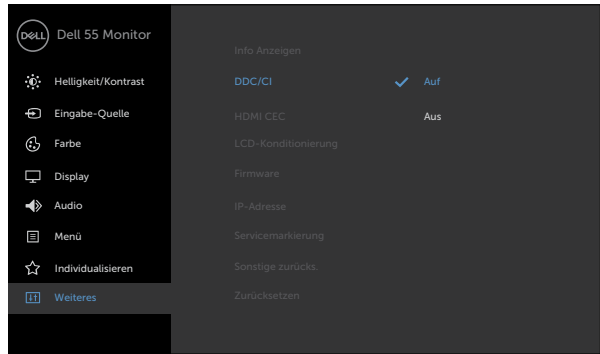 DELL Dell 55 Monitor
Helligkeit/Kontrast
Eingabe-Quelle
Farbe
Display
Audio
Menü
Individualisieren
Weiteres
Info Anzeigen
DDC/CI Auf
HDMI CEC Aus
LCD-Konditionierung
Firmware
IP-Adresse
Servicemarkierung
Sonstige zurücks.
Zurücksetzen